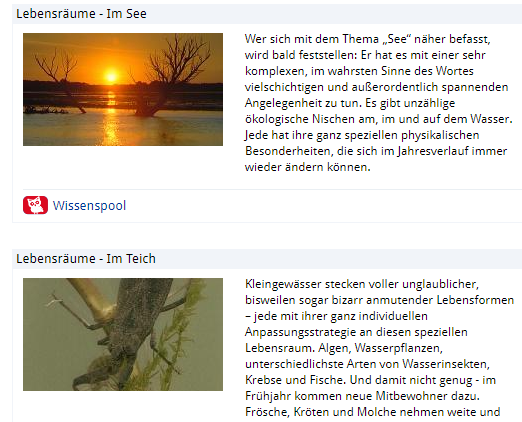 Lebensräume - Im See
Wer sich mit dem Thema „See“ näher befasst,
wird bald feststellen: Er hat es mit einer sehr
komplexen, im wahrsten Sinne des Wortes
vielschichtigen und außerordentlich spannenden
Angelegenheit zu tun. Es gibt unzählige
ökologische Nischen am, im und auf dem Wasser.
Jede hat ihre ganz speziellen physikalischen
Besonderheiten, die sich im Jahresverlauf immer
wieder ändern können.
Wissenspool
Lebensräume - Im Teich
Kleingewässer stecken voller unglaublicher,
bisweilen sogar bizarr anmutender Lebensformen
– jede mit ihrer ganz individuellen
Anpassungsstrategie an diesen speziellen
Lebensraum. Algen, Wasserpflanzen,
unterschiedlichste Arten von Wasserinsekten,
Krebse und Fische. Und damit nicht genug - im
Frühjahr kommen neue Mitbewohner dazu.
Frösche, Kröten und Molche nehmen weite und